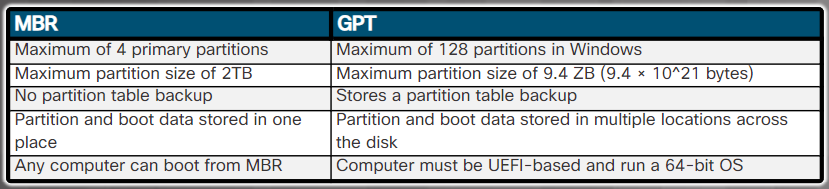 MBR
GPT
Maximum of 4 primary partitions
Maximum of 128 partitions in Windows
Maximum partition size of 2TB
Maximum partition size of 9.4 ZB (9.4 × 10^21 bytes)
No partition table backup
Stores a partition table backup
Partition and boot data stored in one
place
Partition and boot data stored in multiple locations across
the disk
Any computer can boot from MBR
Computer must be UEFI-based and run a 64-bit OS